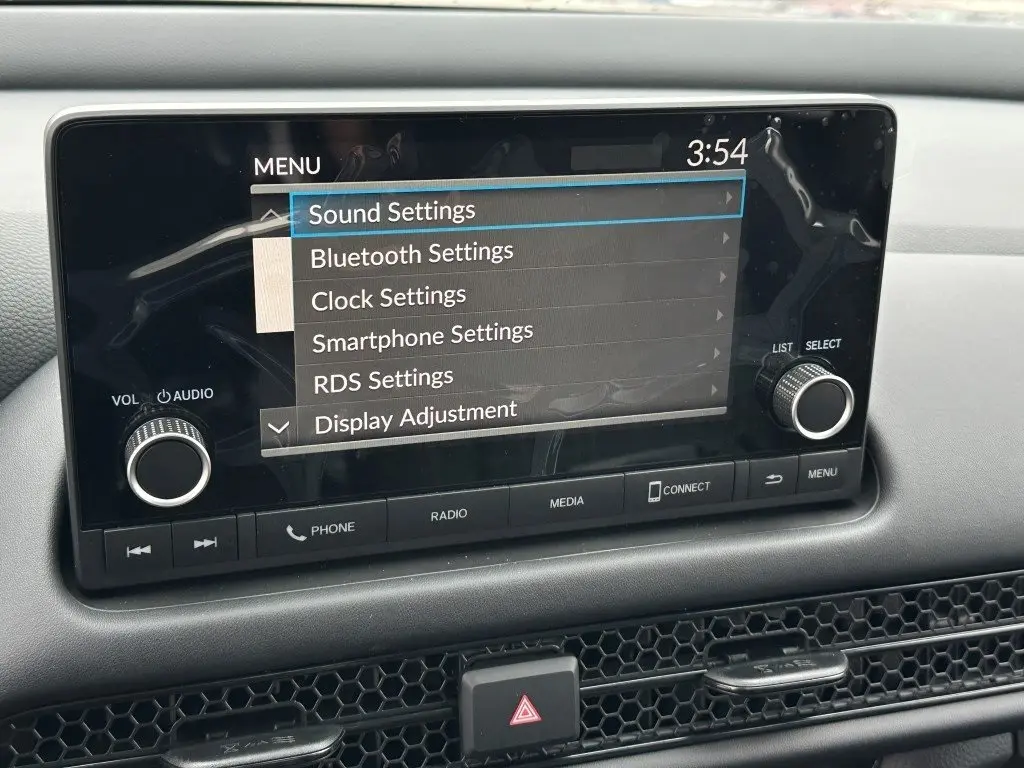 MENU
3:54
Sound Settings
Bluetooth Settings
Clock Settings
Smartphone Settings
RDS Settings
Display Adjustment
VOL AUDIO
LIST SELECT
PHONE
RADIO
MEDIA
CONNECT
MENU